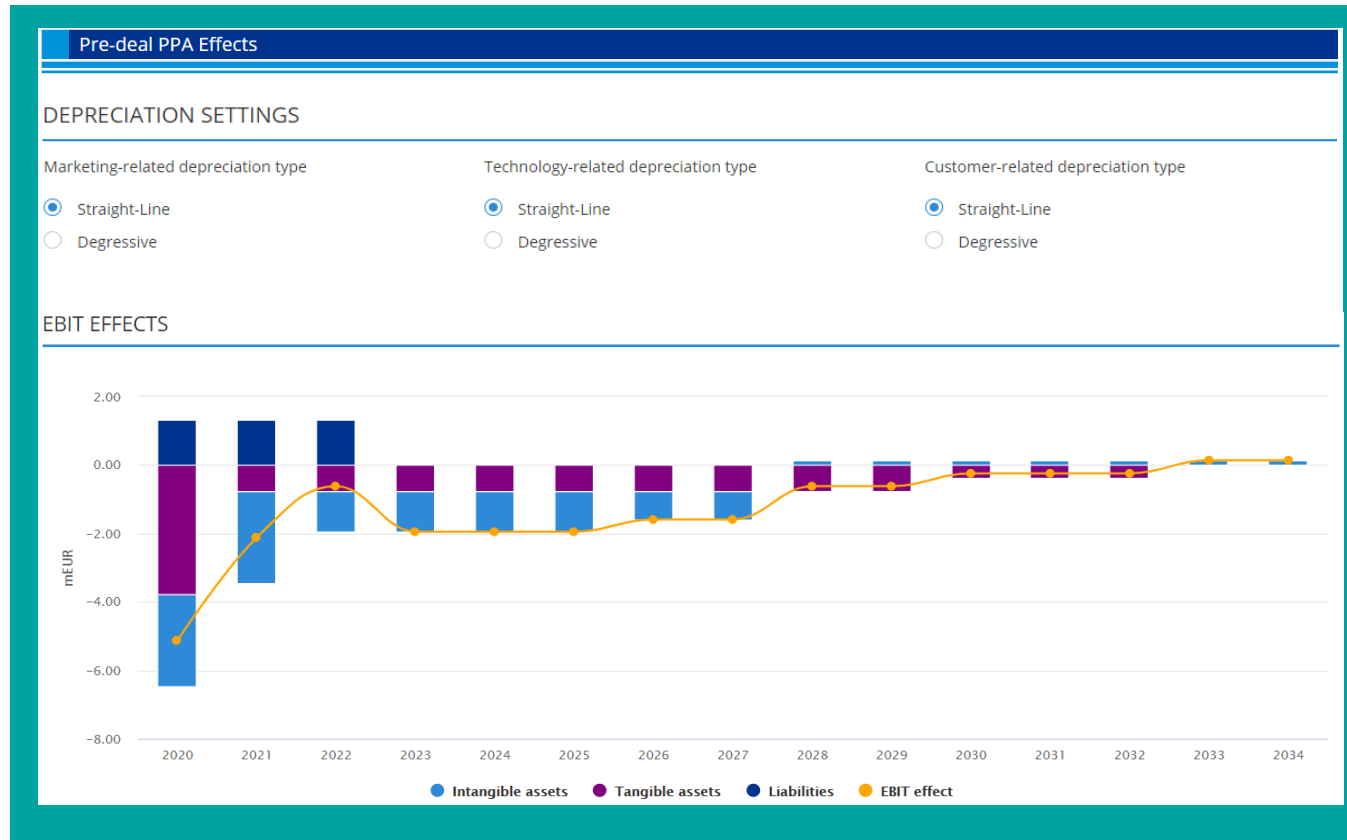 Pre-deal PPA Effects
DEPRECIATION SETTINGS
Marketing-related depreciation type
Technology-related depreciation type
Customer-related depreciation type
Straight-Line
Straight-Line
Straight-Line
Degressive
Degressive
Degressive
EBIT EFFECTS
mEUR
2.00
0.00
−2.00
−4.00
−6.00
−8.00
2020 2021 2022 2023 2024 2025 2026 2027 2028 2029 2030 2031 2032 2033 2034
Intangible assets Tangible assets Liabilities EBIT effect